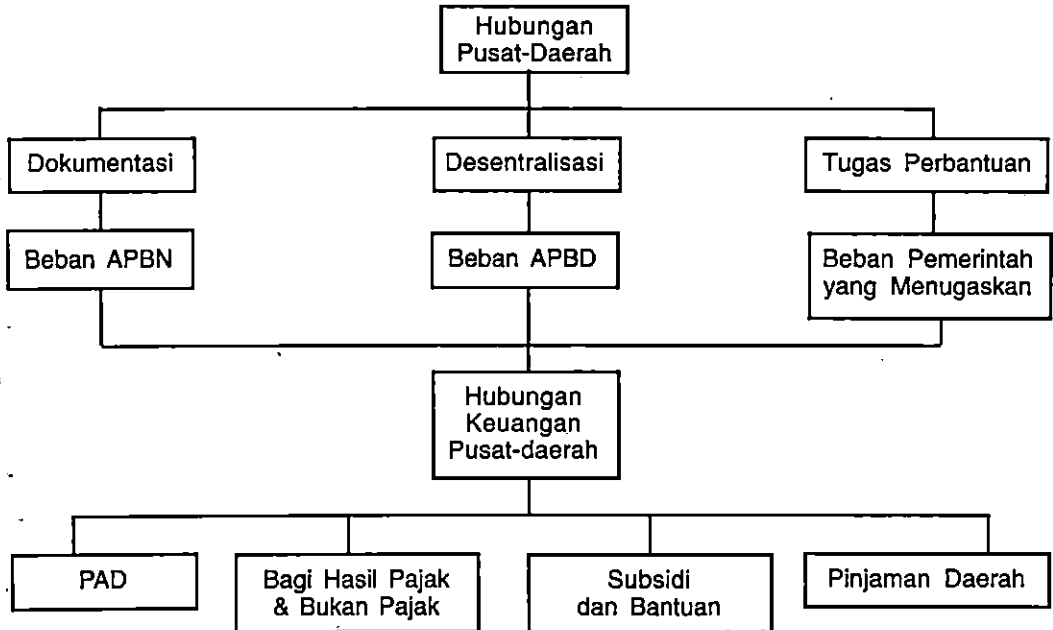 Hubungan
Pusat-Daerah
Dokumentasi
Desentralisasi
Tugas Perbantuan
Beban APBN
Beban APBD
Beban Pemerintah
yang Menugaskan
Hubungan
Keuangan
Pusat-daerah
PAD
Bagi Hasil Pajak
& Bukan Pajak
Subsidi
dan Bantuan
Pinjaman Daerah